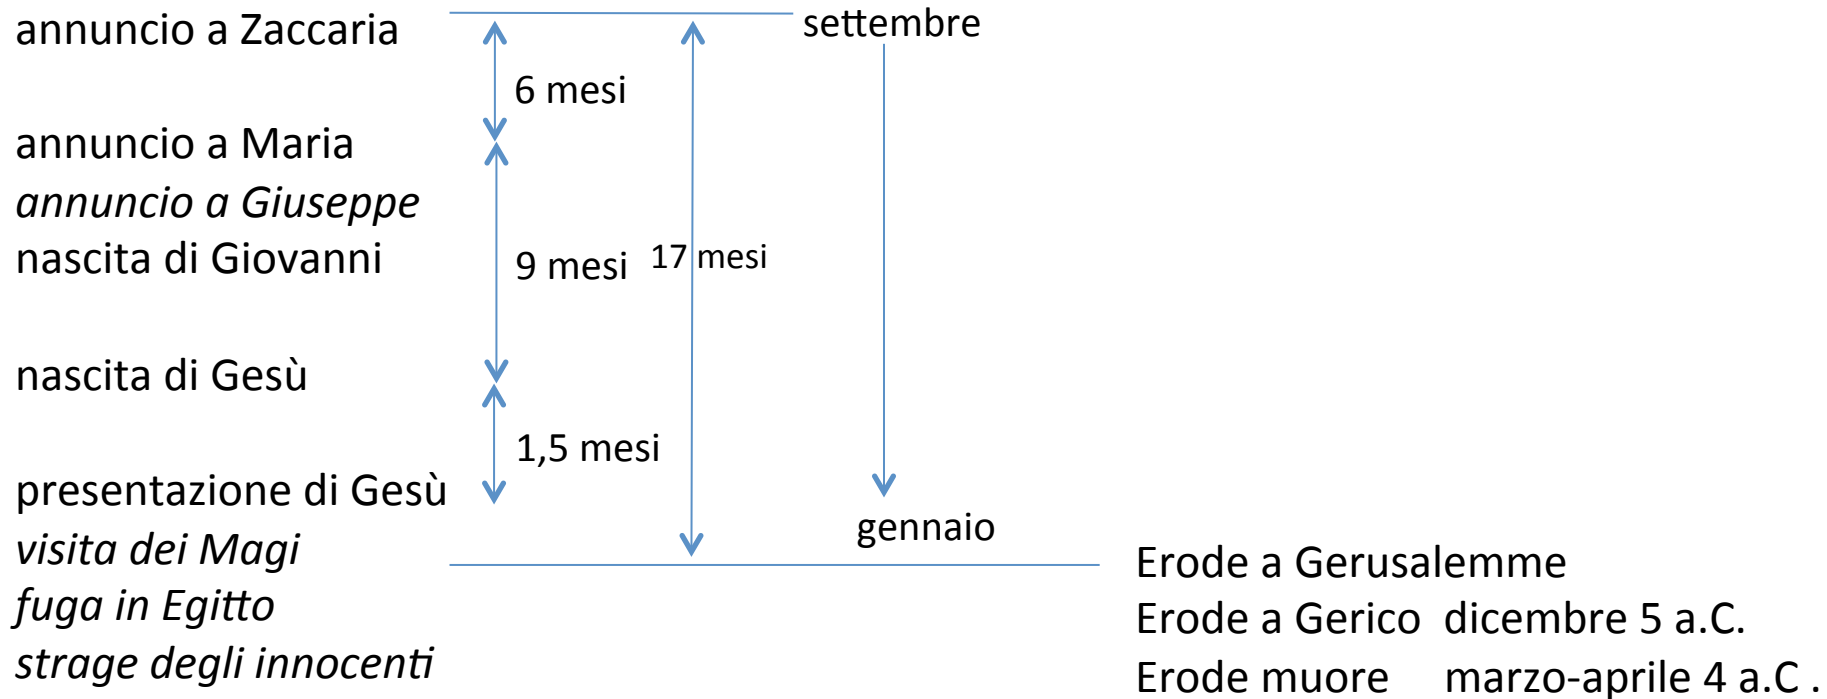 annuncio a Zaccaria
settembre
6 mesi
annuncio a Maria
annuncio a Giuseppe
nascita di Giovanni
9 mesi
17 mesi
nascita di Gesù
1,5 mesi
presentazione di Gesù
gennaio
visita dei Magi
fuga in Egitto
strage degli innocenti
Erode a Gerusalemme
Erode a Gerico dicembre 5 a.C.
Erode muore marzo-aprile 4 a.C .